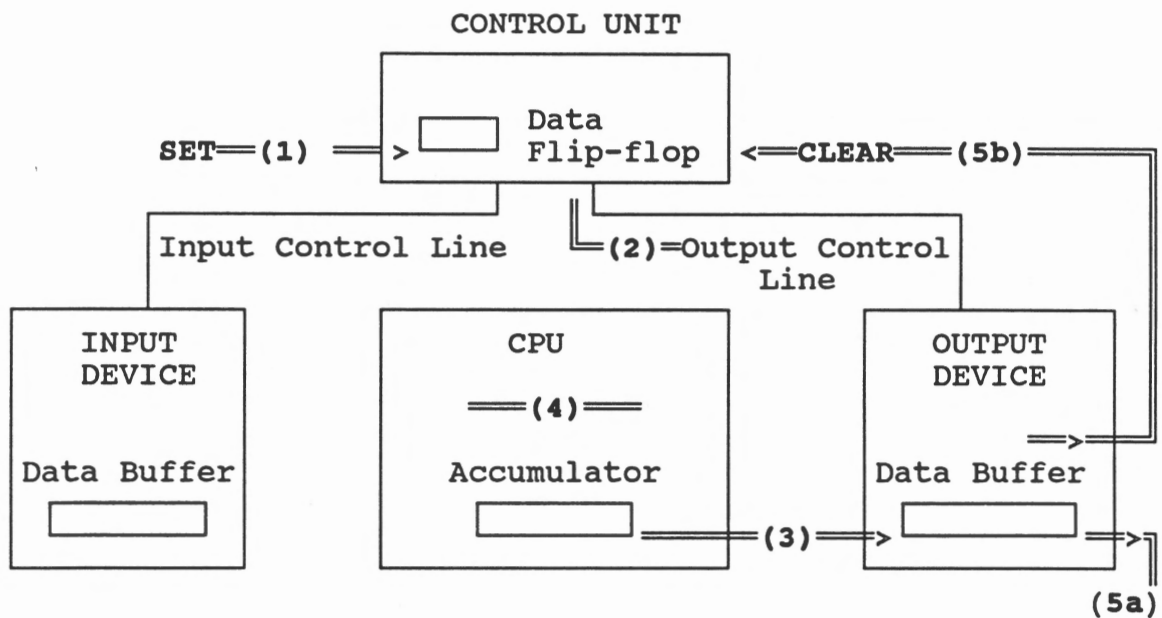 CONTROL UNIT
Data
Flip-flop
SET (1) >
< CLEAR (5b)
Input Control Line
(2) Output Control
Line
INPUT
DEVICE
CPU
OUTPUT
DEVICE
(4)
>
Data Buffer
Accumulator
Data Buffer
(3) >
>
(5a)